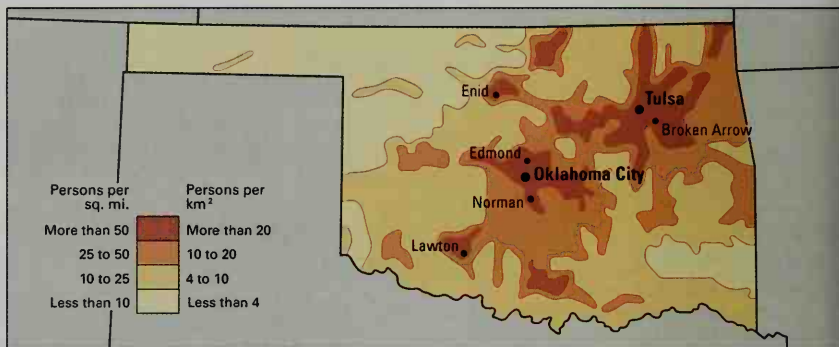 Enid
Tulsa
Broken Arrow
Edmond
Oklahoma City
Norman
Lawton
Persons per sq. mi.
Persons per km²
More than 50 More than 20
25 to 50 10 to 20
10 to 25 4 to 10
Less than 10 Less than 4